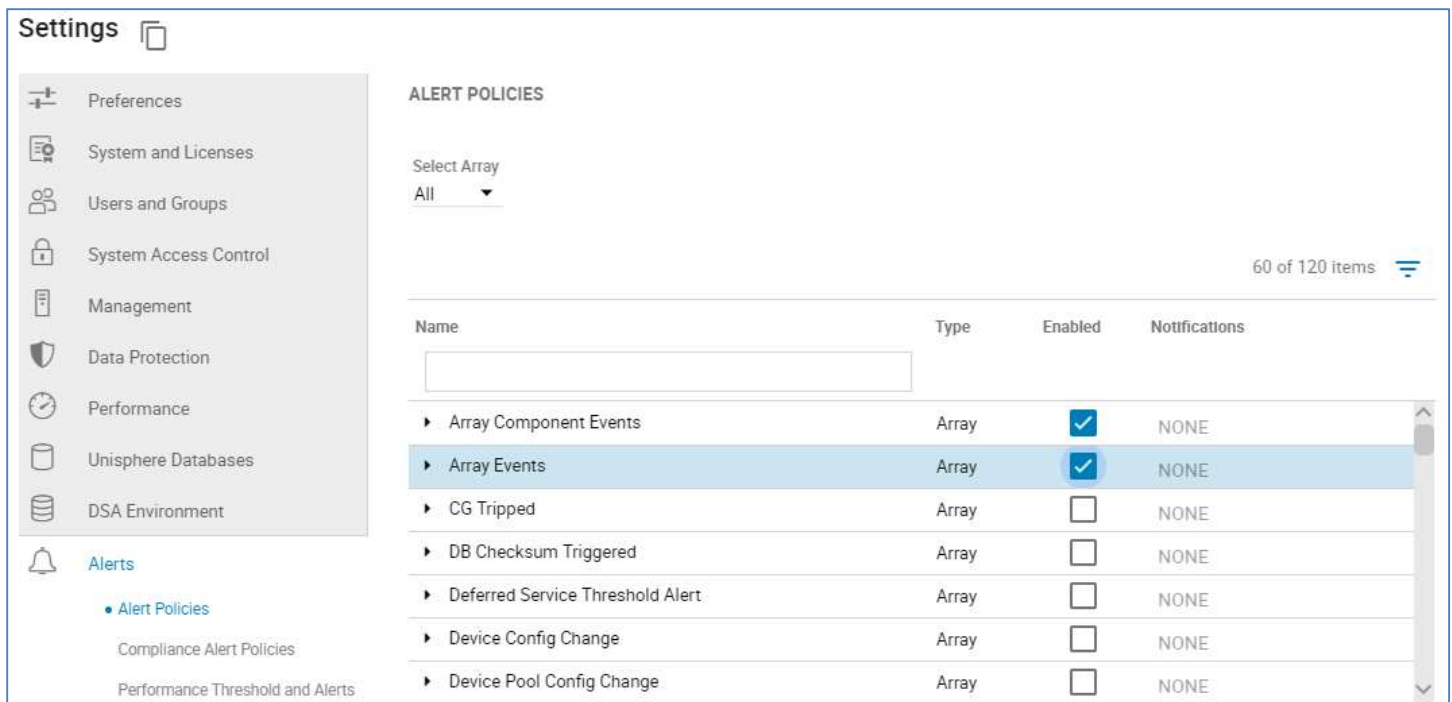 Settings
Preferences
System and Licenses
Users and Groups
System Access Control
Management
Data Protection
Performance
Unisphere Databases
DSA Environment
Alerts
Alert Policies
Compliance Alert Policies
Performance Threshold and Alerts
ALERT POLICIES
Select Array
All
60 of 120 items
Name Type Enabled Notifications
Array Component Events Array NONE
Array Events Array NONE
CG Tripped Array NONE
DB Checksum Triggered Array NONE
Deferred Service Threshold Alert Array NONE
Device Config Change Array NONE
Device Pool Config Change Array NONE